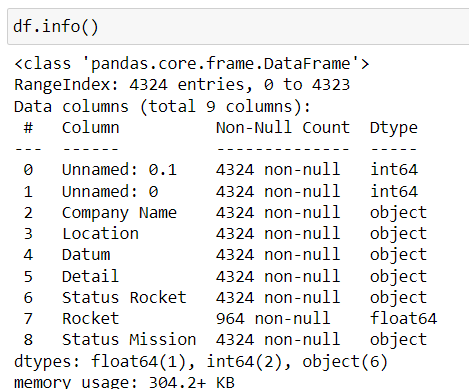 df.info()
<class 'pandas.core.frame.DataFrame'>
RangeIndex: 4324 entries, 0 to 4323
Data columns (total 9 columns):
 #   Column          Non-Null Count  Dtype
---  ------          --------------  -----
 0   Unnamed: 0.1    4324 non-null   int64
 1   Unnamed: 0      4324 non-null   int64
 2   Company Name    4324 non-null   object
 3   Location        4324 non-null   object
 4   Datum           4324 non-null   object
 5   Detail          4324 non-null   object
 6   Status Rocket   4324 non-null   object
 7   Rocket          964 non-null    float64
 8   Status Mission  4324 non-null   object
dtypes: float64(1), int64(2), object(6)
memory usage: 304.2+ KB